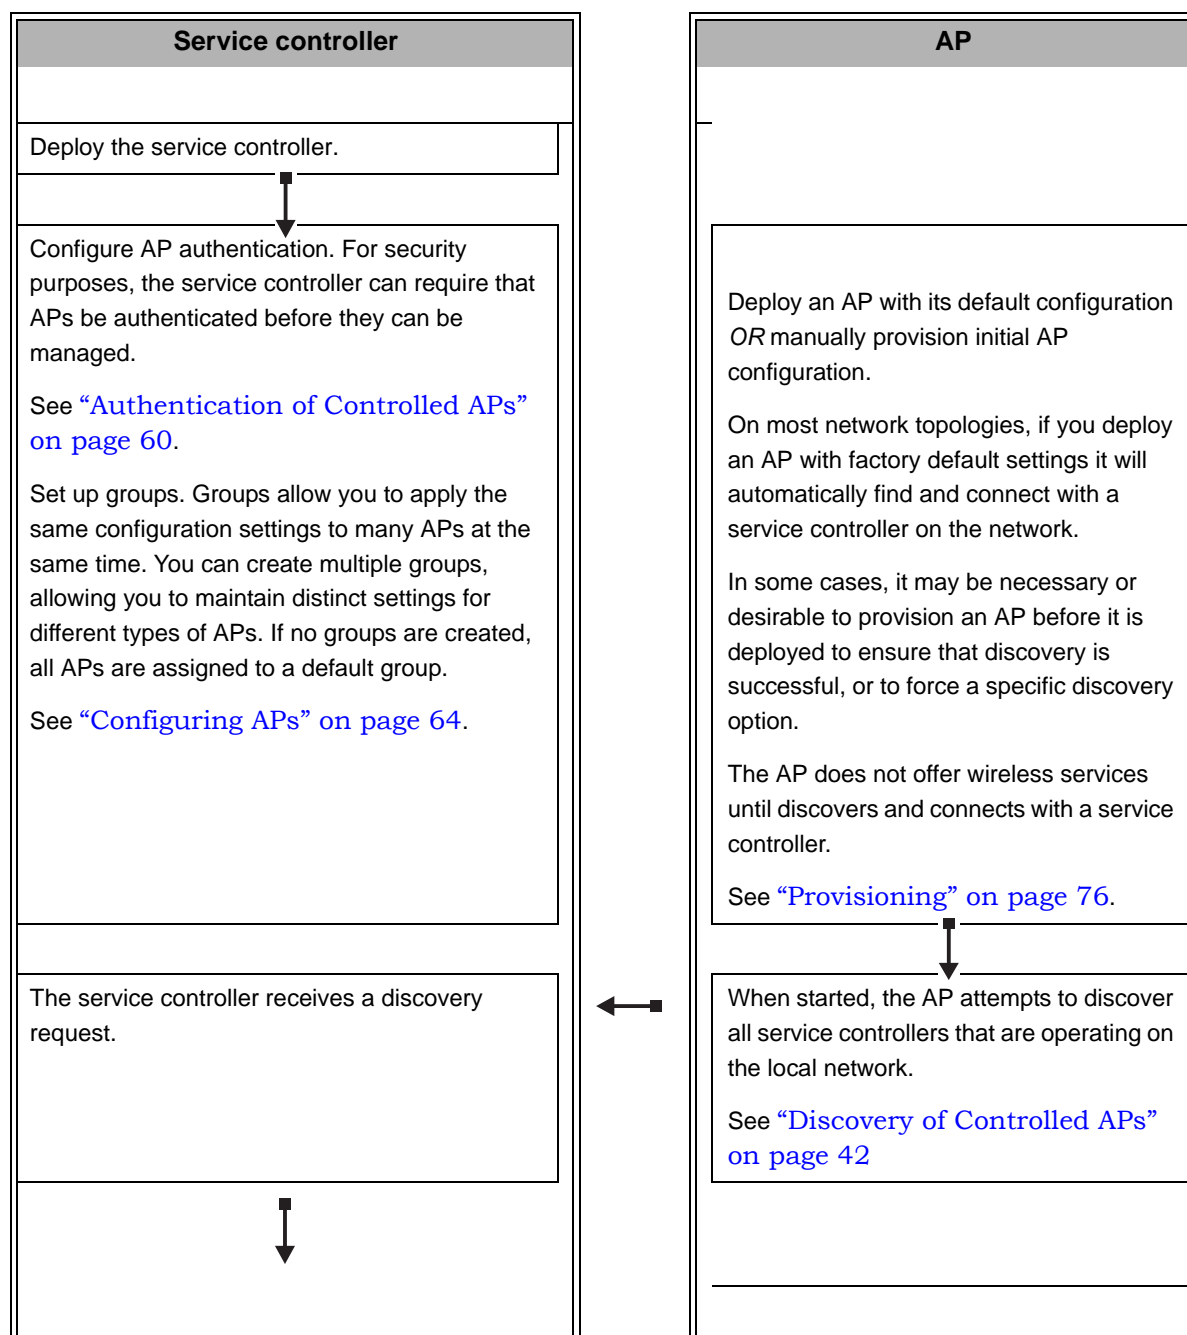 Service controller
Deploy the service controller.
Configure AP authentication. For security
purposes, the service controller can require that
APs be authenticated before they can be
managed.
See “Authentication of Controlled APs”
on page 60.
Set up groups. Groups allow you to apply the
same configuration settings to many APs at the
same time. You can create multiple groups,
allowing you to maintain distinct settings for
different types of APs. If no groups are created,
all APs are assigned to a default group.
See “Configuring APs” on page 64.
The service controller receives a discovery
request.
AP
Deploy an AP with its default configuration
OR manually provision initial AP
configuration.
On most network topologies, if you deploy
an AP with factory default settings it will
automatically find and connect with a
service controller on the network.
In some cases, it may be necessary or
desirable to provision an AP before it is
deployed to ensure that discovery is
successful, or to force a specific discovery
option.
The AP does not offer wireless services
until discovers and connects with a service
controller.
See “Provisioning” on page 76.
When started, the AP attempts to discover
all service controllers that are operating on
the local network.
See “Discovery of Controlled APs”
on page 42